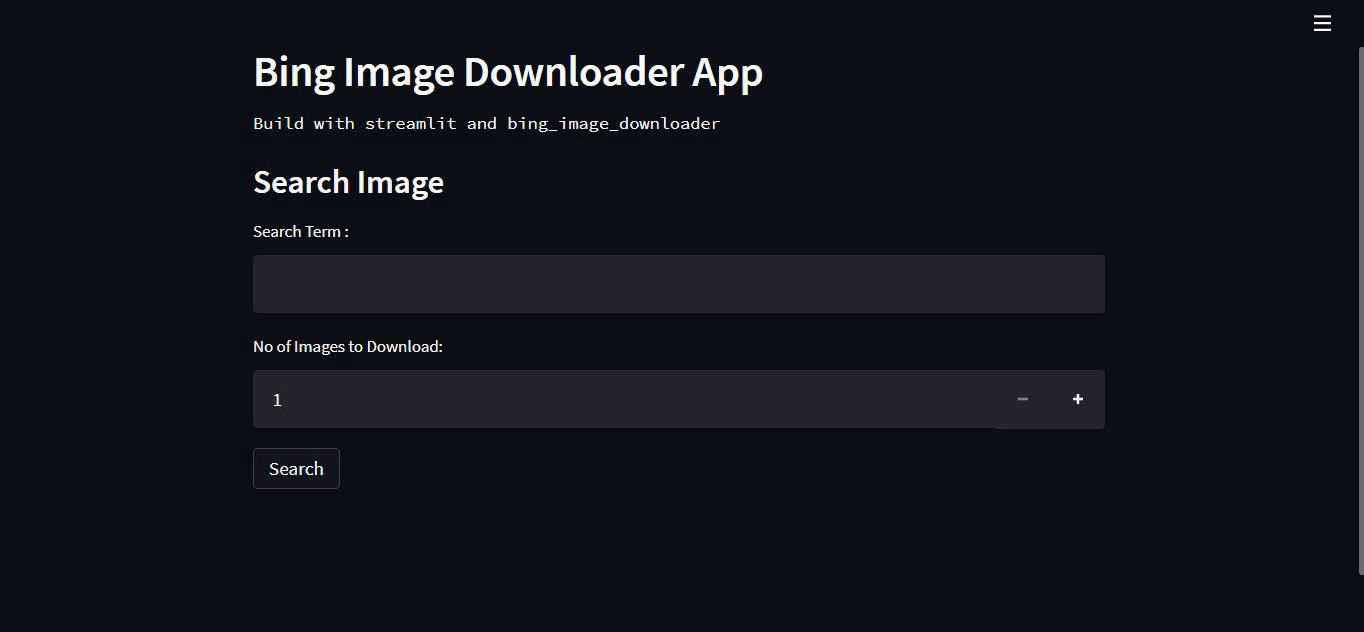 Bing Image Downloader App
Build with streamlit and bing_image_downloader
Search Image
Search Term :
No of Images to Download:
1
Search